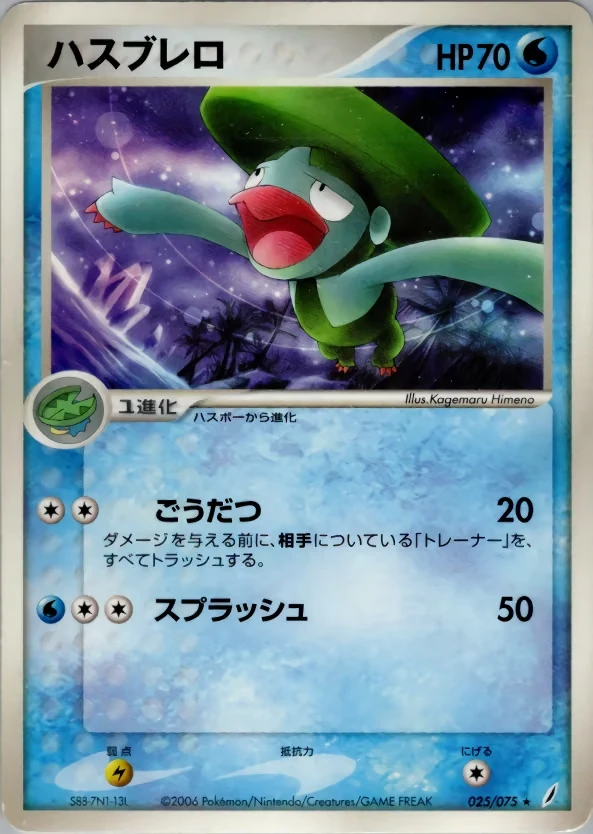 ハスブレロ
HP70
Illus.Kagemaru Himeno
1進化
ハスボーから進化
ごうだつ 20
ダメージを与える前に、相手についている「トレーナー」を、
すべてトラッシュする。
スプラッシュ 50
弱点 抵抗力 にげる
S88-7N1-13L ©2006 Pokémon/Nintendo/Creatures/GAME FREAK 025/075 ★